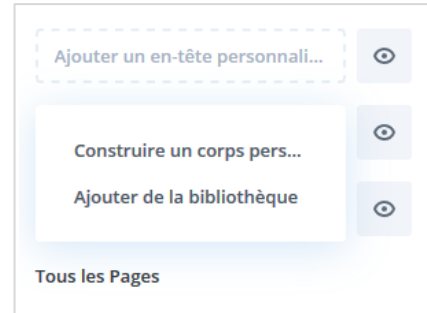 Ajouter un en-tête personnali...
Construire un corps pers...
Ajouter de la bibliothèque
Tous les Pages